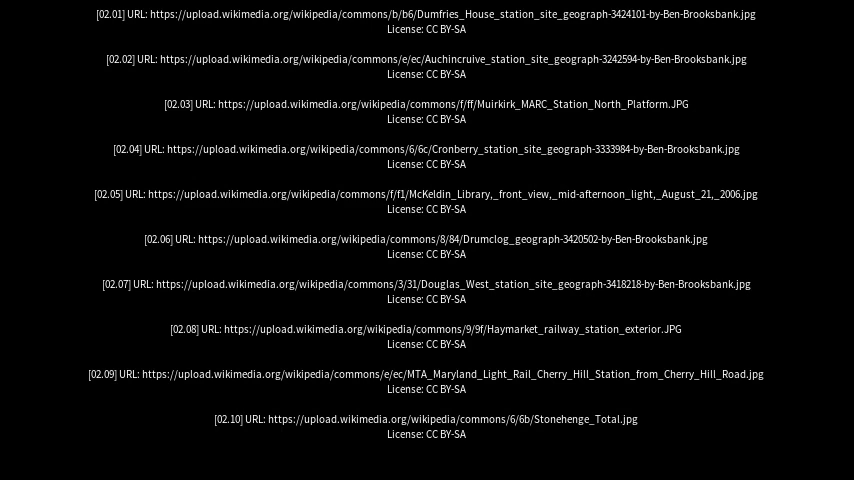 [02.01] URL: https://upload.wikimedia.org/wikipedia/commons/b/b6/Dumfries_House_station_site_geograph-3424101-by-Ben-Brooksbank.jpg
License: CC BY-SA
[02.02] URL: https://upload.wikimedia.org/wikipedia/commons/e/ec/Auchincruive_station_site_geograph-3242594-by-Ben-Brooksbank.jpg
License: CC BY-SA
[02.03] URL: https://upload.wikimedia.org/wikipedia/commons/f/ff/Muirkirk_MARC_Station_North_Platform.JPG
License: CC BY-SA
[02.04] URL: https://upload.wikimedia.org/wikipedia/commons/6/6c/Cronberry_station_site_geograph-3333984-by-Ben-Brooksbank.jpg
License: CC BY-SA
[02.05] URL: https://upload.wikimedia.org/wikipedia/commons/f/f1/McKeldin_Library,_front_view,_mid-afternoon_light,_August_21,_2006.jpg
License: CC BY-SA
[02.06] URL: https://upload.wikimedia.org/wikipedia/commons/8/84/Drumclog_geograph-3420502-by-Ben-Brooksbank.jpg
License: CC BY-SA
[02.07] URL: https://upload.wikimedia.org/wikipedia/commons/3/31/Douglas_West_station_site_geograph-3418218-by-Ben-Brooksbank.jpg
License: CC BY-SA
[02.08] URL: https://upload.wikimedia.org/wikipedia/commons/9/9f/Haymarket_railway_station_exterior.JPG
License: CC BY-SA
[02.09] URL: https://upload.wikimedia.org/wikipedia/commons/e/ec/MTA_Maryland_Light_Rail_Cherry_Hill_Station_from_Cherry_Hill_Road.jpg
License: CC BY-SA
[02.10] URL: https://upload.wikimedia.org/wikipedia/commons/6/6b/Stonehenge_Total.jpg
License: CC BY-SA